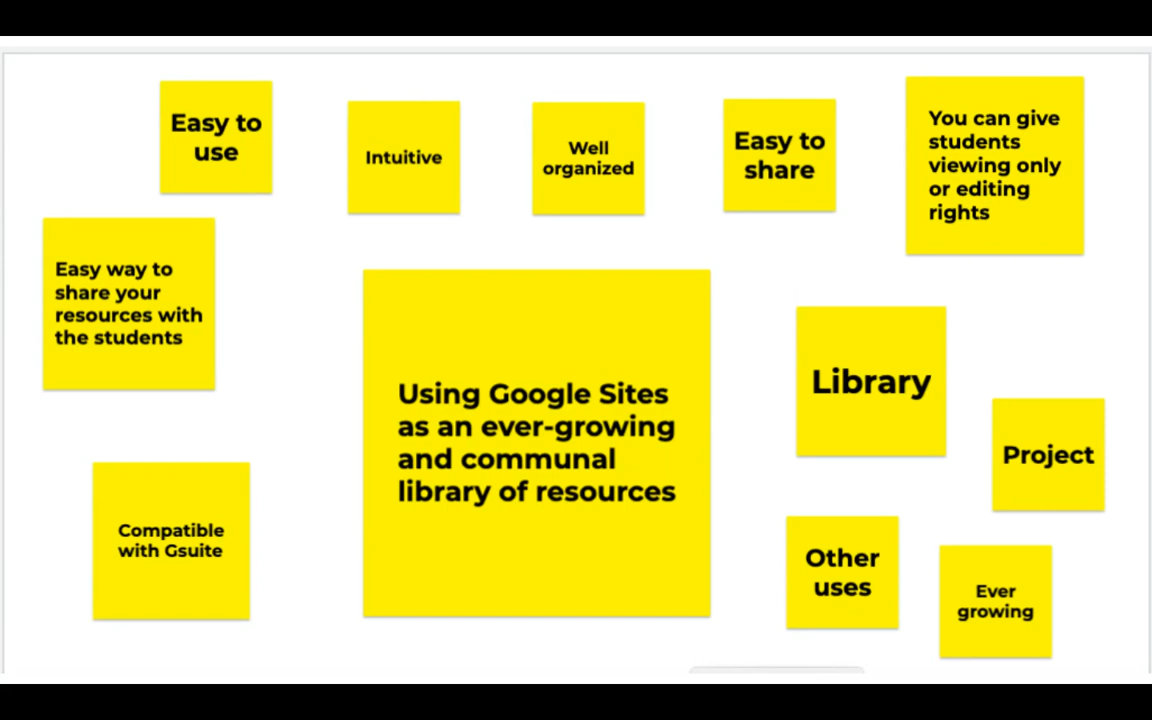 Easy to
use
Intuitive
Well
organized
Easy to
share
You can give
students
viewing only
or editing
rights
Easy way to
share your
resources with
the students
Using Google Sites
as an ever-growing
and communal
library of resources
Library
Project
Compatible
with Gsuite
Other
uses
Ever
growing